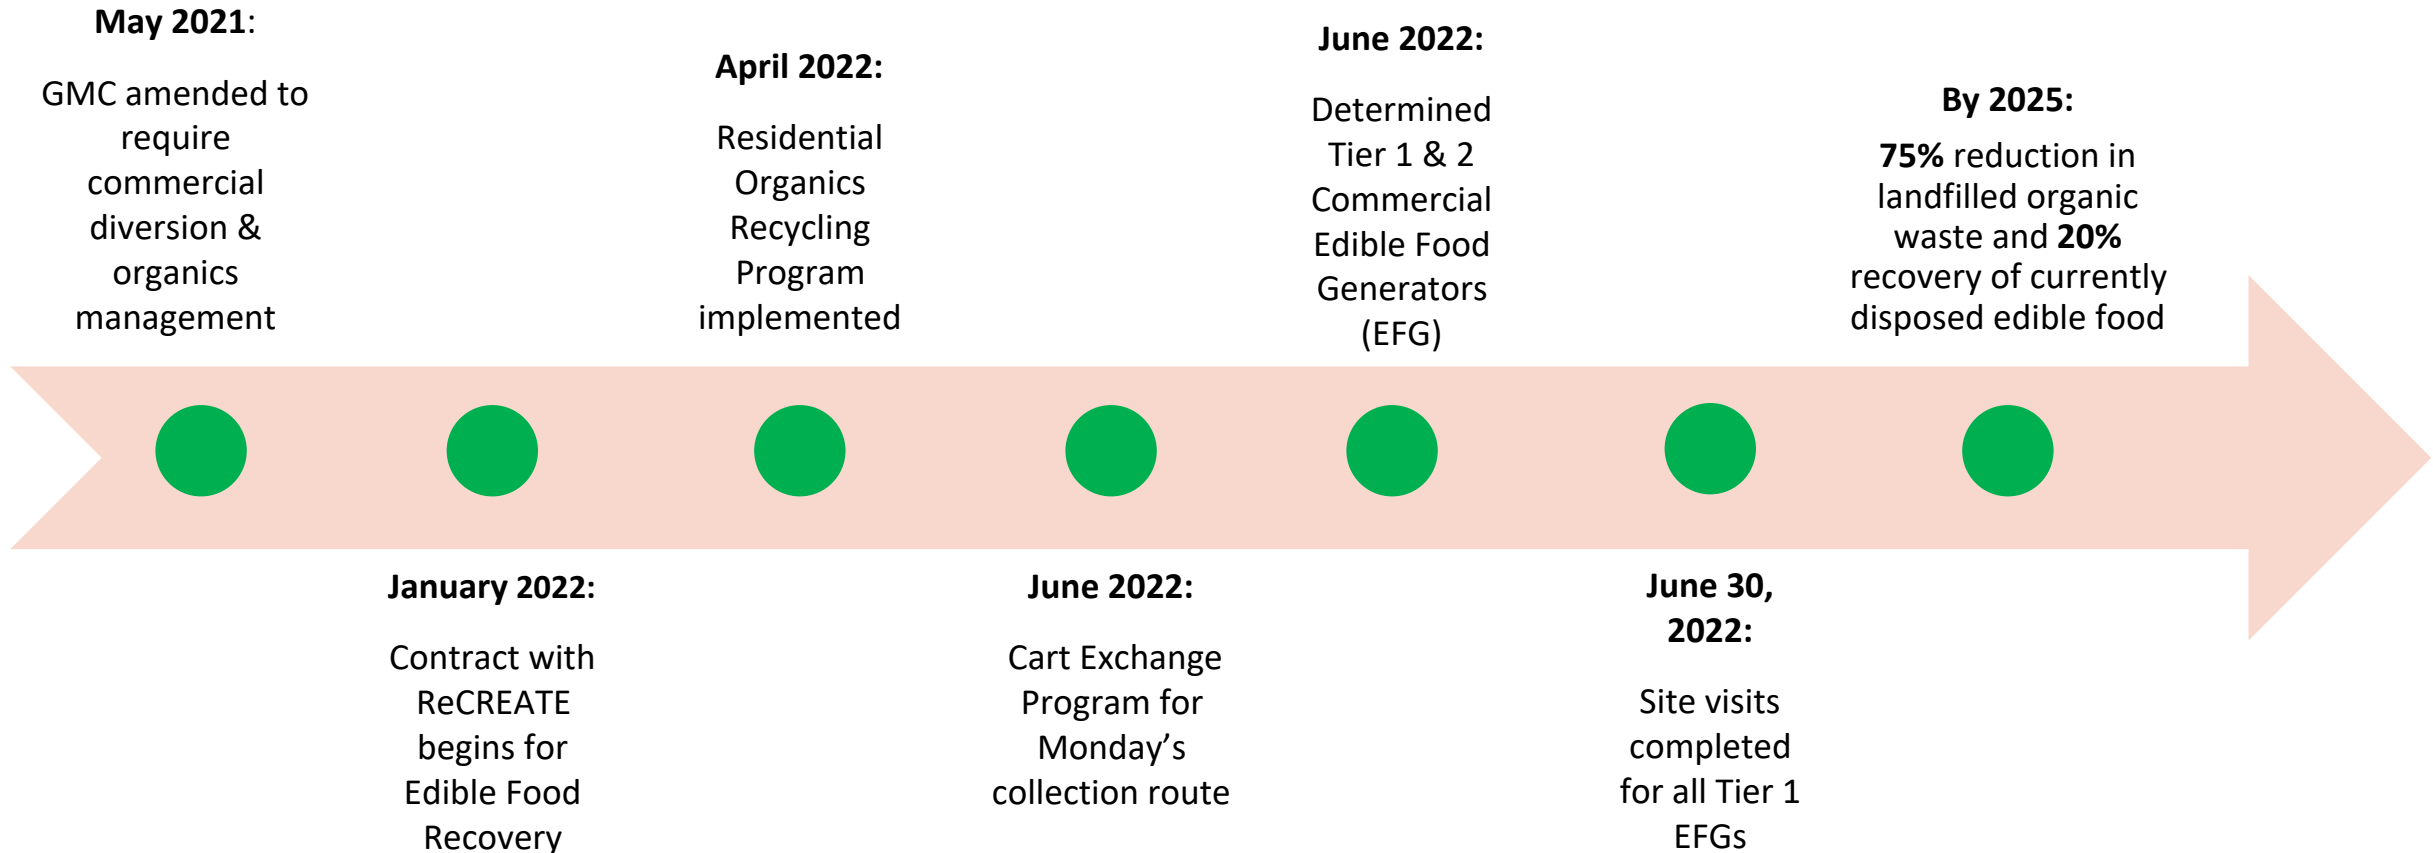 May 2021:
GMC amended to
require
commercial
diversion &
organics
management
January 2022:
Contract with
ReCREATE
begins for
Edible Food
Recovery
April 2022:
Residential
Organics
Recycling
Program
implemented
June 2022:
Cart Exchange
Program for
Monday’s
collection route
June 2022:
Determined
Tier 1 & 2
Commercial
Edible Food
Generators
(EFG)
June 30,
2022:
Site visits
completed
for all Tier 1
EFGs
By 2025:
75% reduction in
landfilled organic
waste and 20%
recovery of currently
disposed edible food